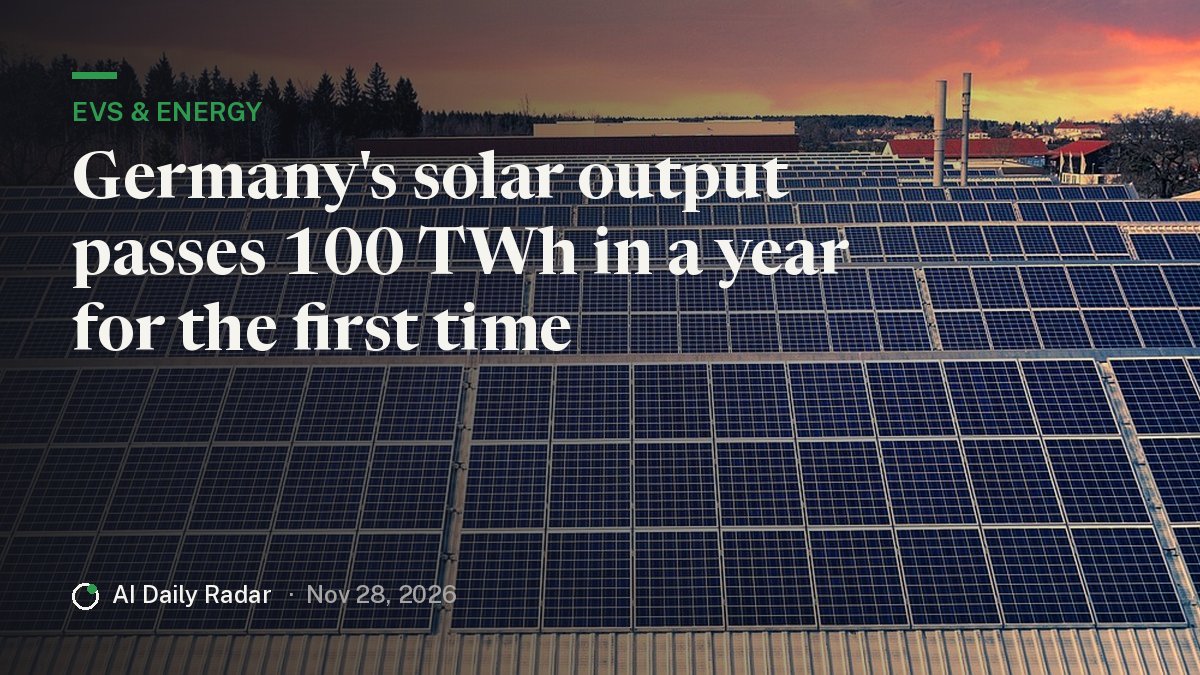 EVS & ENERGY
Germany's solar output
passes 100 TWh in a year
for the first time
AI Daily Radar · Nov 28, 2026